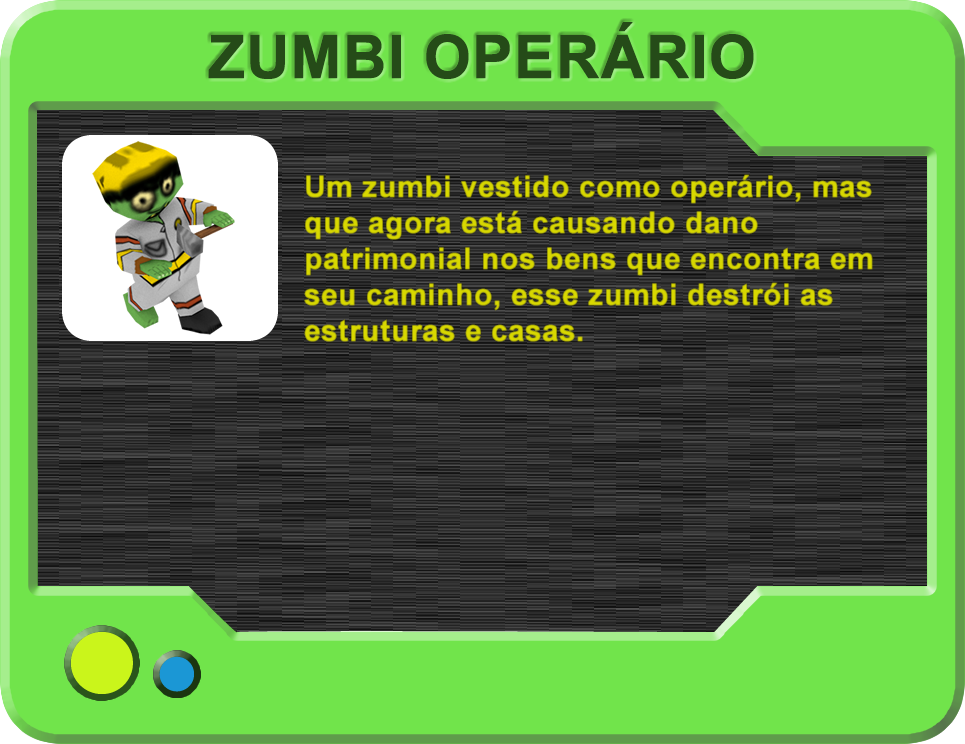 ZUMBI OPERÁRIO
Um zumbi vestido como operário, mas
que agora está causando dano
patrimonial nos bens que encontra em
seu caminho, esse zumbi destrói as
estruturas e casas.